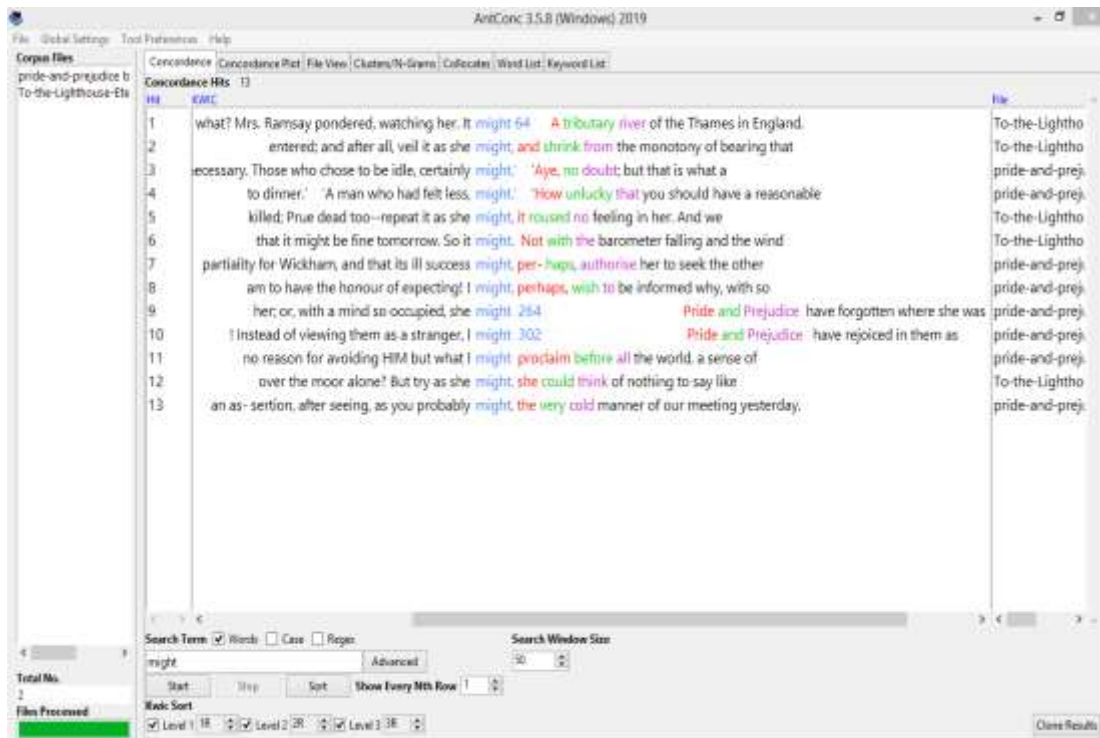 AntConc 3.5.8 (Windows) 2019
File Global Settings Tool Preferences Help
Corpus Files
pride-and-prejudice b
To-the-Lighthouse-Ete
Total No.
2
Files Processed
Concordance Concordance Plot File View Clusters/N-Grams Collocates Word List Keyword List
Concordance Hits 13
Hit KWIC File
1 what? Mrs. Ramsay pondered, watching her. It might 64 A tributary river of the Thames in England. To-the-Lightho
2 entered; and after all, veil it as she might, and shrink from the monotony of bearing that To-the-Lightho
3 ecessary. Those who chose to be idle, certainly might.' 'Aye, no doubt; but that is what a pride-and-prej
4 to dinner.' 'A man who had felt less, might.' 'How unlucky that you should have a reasonable pride-and-prej
5 killed; Prue dead too--repeat it as she might, it roused no feeling in her. And we To-the-Lightho
6 that it might be fine tomorrow. So it might. Not with the barometer falling and the wind To-the-Lightho
7 partiality for Wickham, and that its ill success might, per- haps, authorise her to seek the other pride-and-prej
8 am to have the honour of expecting! I might, perhaps, wish to be informed why, with so pride-and-prej
9 her; or, with a mind so occupied, she might 264 Pride and Prejudice have forgotten where she was pride-and-prej
10 ! Instead of viewing them as a stranger, I might 302 Pride and Prejudice have rejoiced in them as pride-and-prej
11 no reason for avoiding HIM but what I might proclaim before all the world, a sense of pride-and-prej
12 over the moor alone? But try as she might, she could think of nothing to say like To-the-Lightho
13 an as- sertion, after seeing, as you probably might, the very cold manner of our meeting yesterday. pride-and-prej
Search Term Words Case Regex Search Window Size
might Advanced 50
Start Stop Sort Show Every Nth Row 1
Kwic Sort
Level 1 1R Level 2 2R Level 3 3R Clone Results